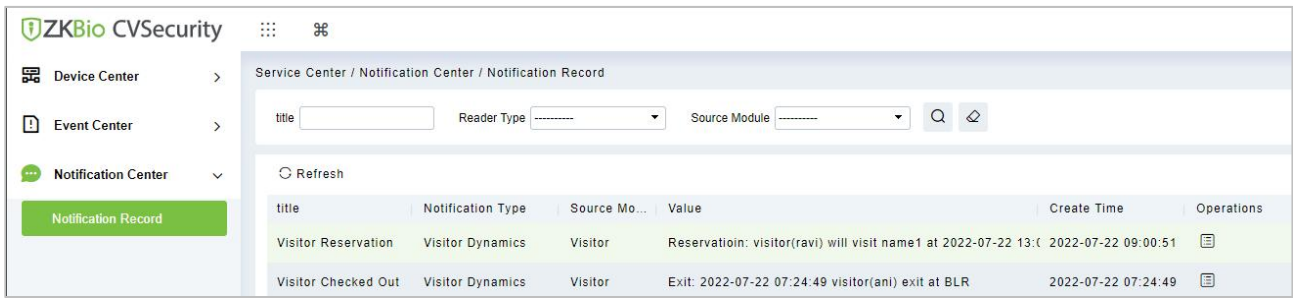 ZKBio CVSecurity
Device Center
Event Center
Notification Center
Notification Record
Service Center / Notification Center / Notification Record
title Reader Type ---------- Source Module ----------
Refresh
title Notification Type Source Mo... Value Create Time Operations
Visitor Reservation Visitor Dynamics Visitor Reservatioin: visitor(ravi) will visit name1 at 2022-07-22 13:( 2022-07-22 09:00:51
Visitor Checked Out Visitor Dynamics Visitor Exit: 2022-07-22 07:24:49 visitor(ani) exit at BLR 2022-07-22 07:24:49